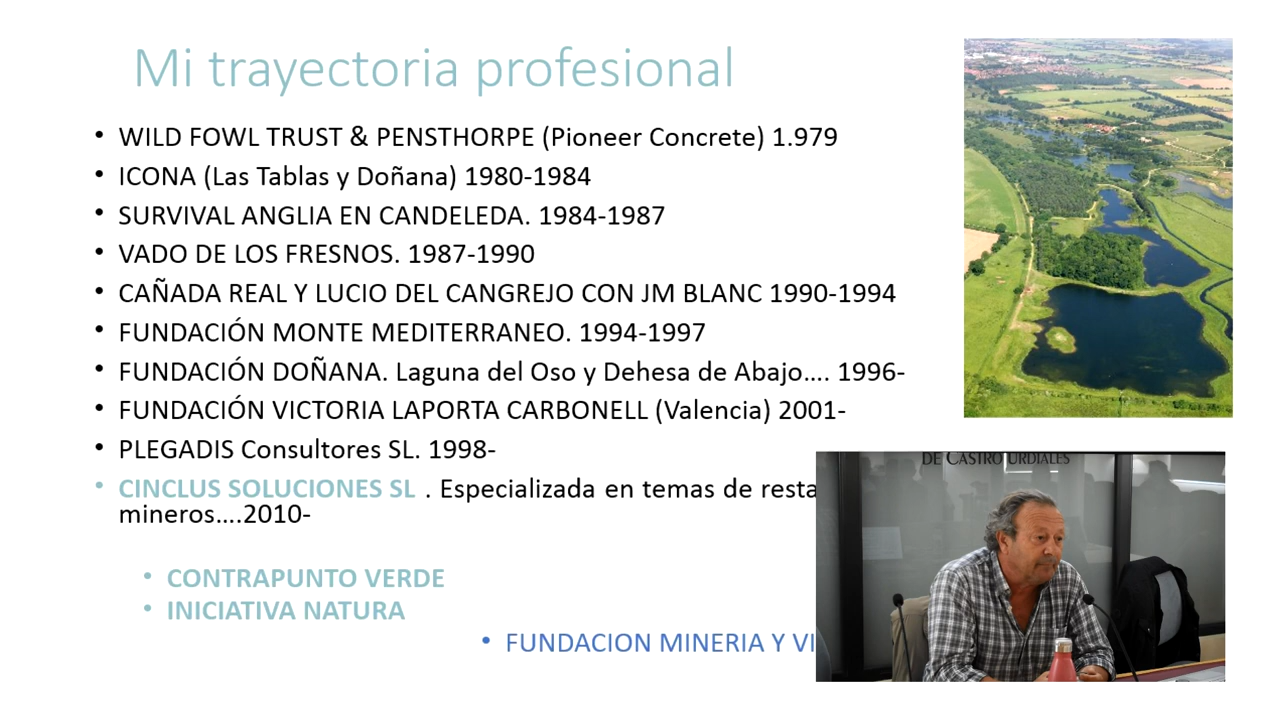 Mi trayectoria profesional
• WILD FOWL TRUST & PENSTHORPE (Pioneer Concrete) 1.979
• ICONA (Las Tablas y Doñana) 1980-1984
• SURVIVAL ANGLIA EN CANDELEDA. 1984-1987
• VADO DE LOS FRESNOS. 1987-1990
• CAÑADA REAL Y LUCIO DEL CANGREJO CON JM BLANC 1990-1994
• FUNDACIÓN MONTE MEDITERRANEO. 1994-1997
• FUNDACIÓN DOÑANA. Laguna del Oso y Dehesa de Abajo…. 1996-
• FUNDACIÓN VICTORIA LAPORTA CARBONELL (Valencia) 2001-
• PLEGADIS Consultores SL. 1998-
• CINCLUS SOLUCIONES SL . Especializada en temas de resta
mineros….2010-
• CONTRAPUNTO VERDE
• INICIATIVA NATURA
• FUNDACION MINERIA Y VI
DE CASTRO URDIALES